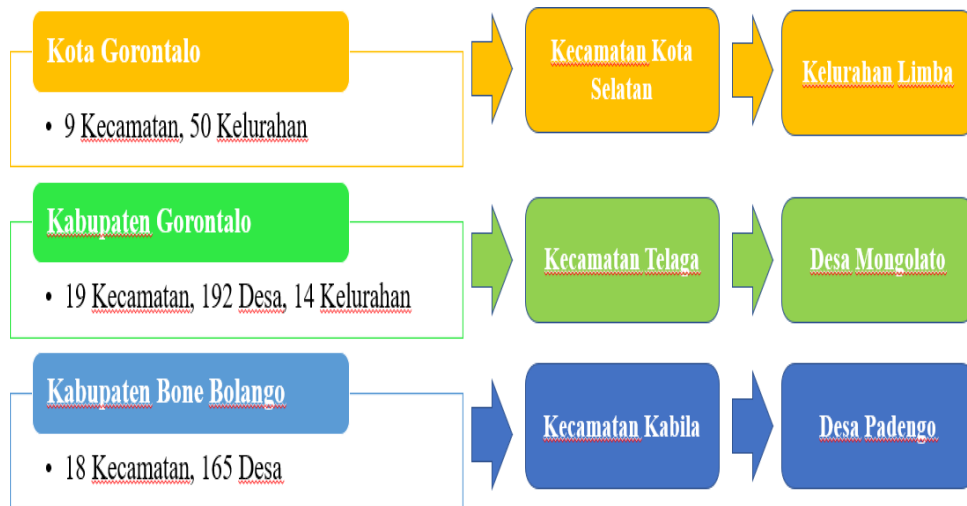 Kota Gorontalo
• 9 Kecamatan, 50 Kelurahan
Kecamatan Kota
Selatan
Kelurahan Limba
Kabupaten Gorontalo
• 19 Kecamatan, 192 Desa, 14 Kelurahan
Kecamatan Telaga
Desa Mongolato
Kabupaten Bone Bolango
• 18 Kecamatan, 165 Desa
Kecamatan Kabila
Desa Padengo